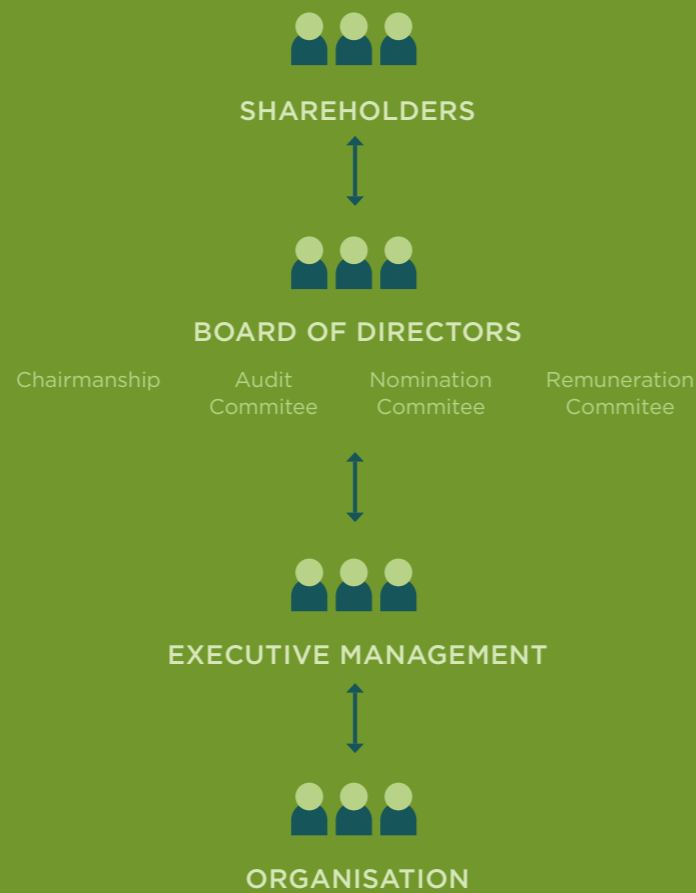 SHAREHOLDERS
BOARD OF DIRECTORS
Chairmanship Audit Nomination Remuneration
Commitee Commitee Commitee
EXECUTIVE MANAGEMENT
ORGANISATION